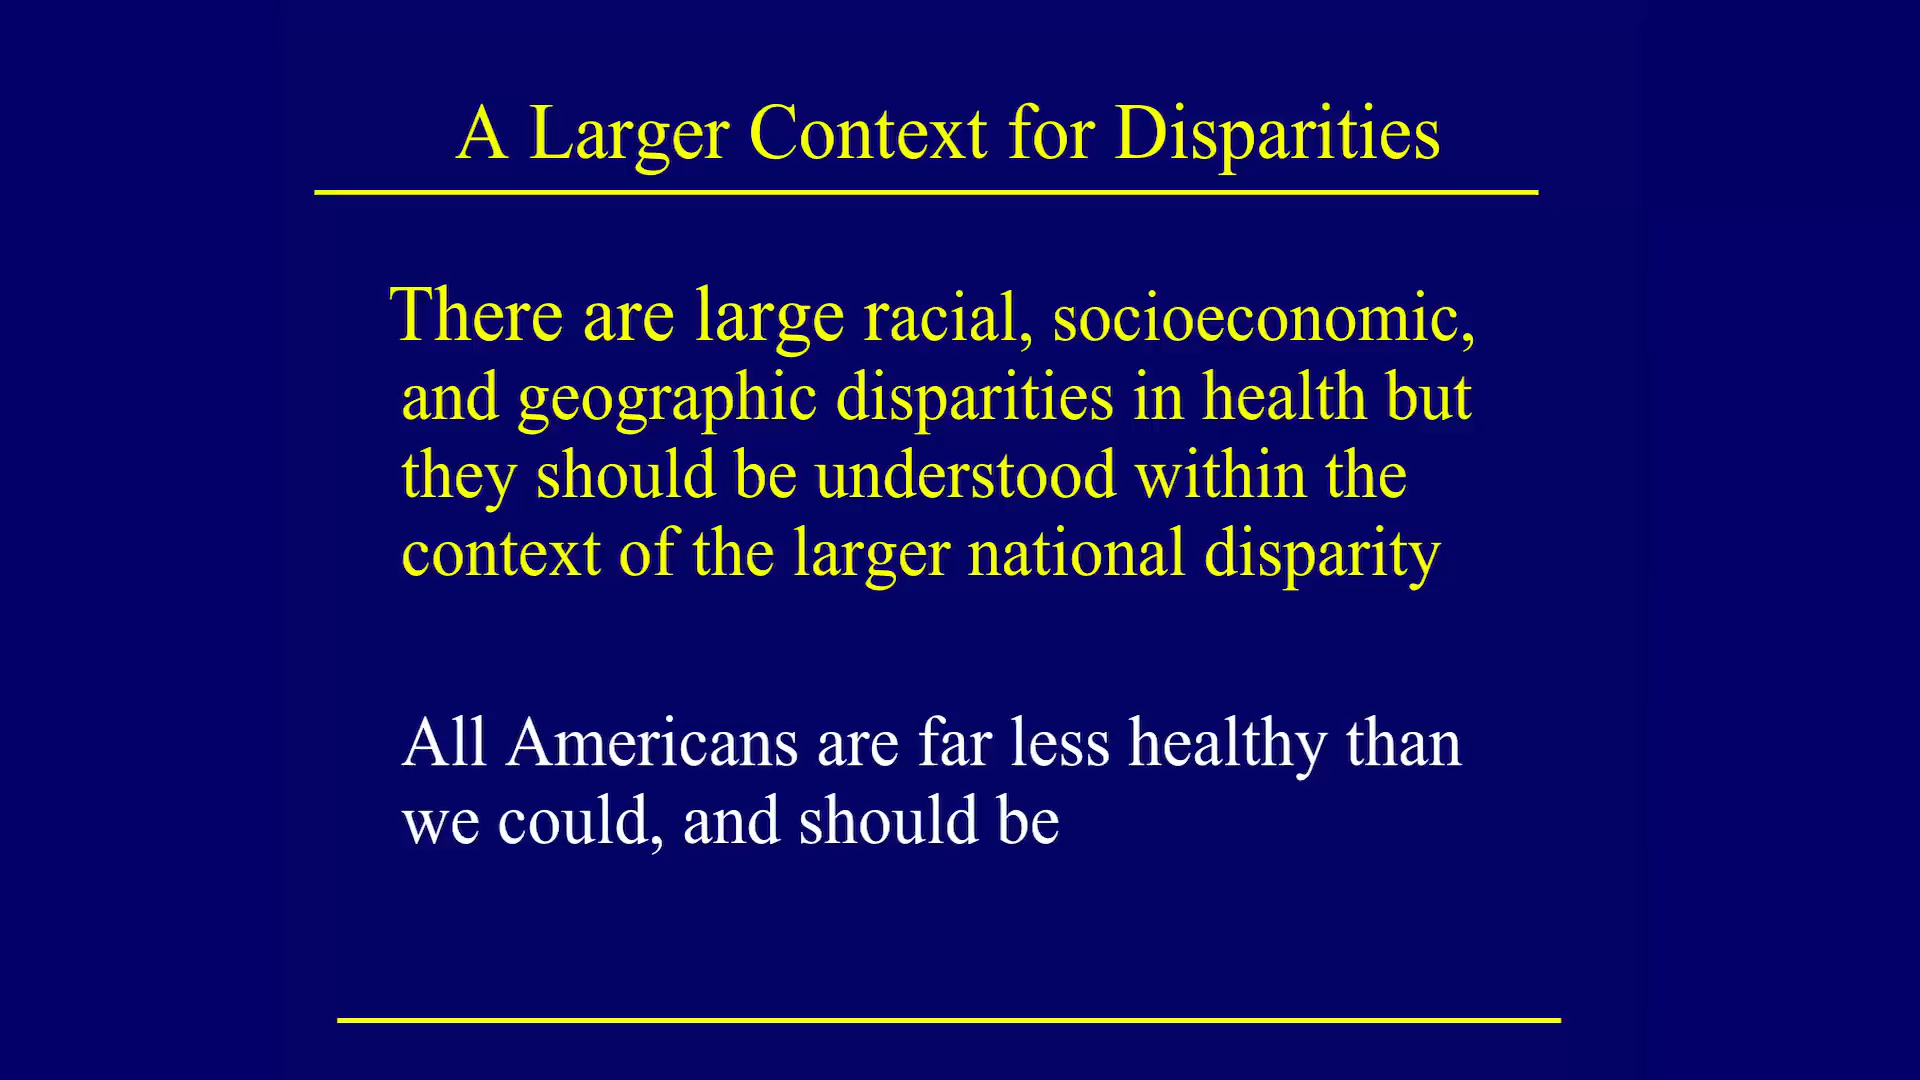 A Larger Context for Disparities
There are large racial, socioeconomic,
and geographic disparities in health but
they should be understood within the
context of the larger national disparity
All Americans are far less healthy than
we could, and should be